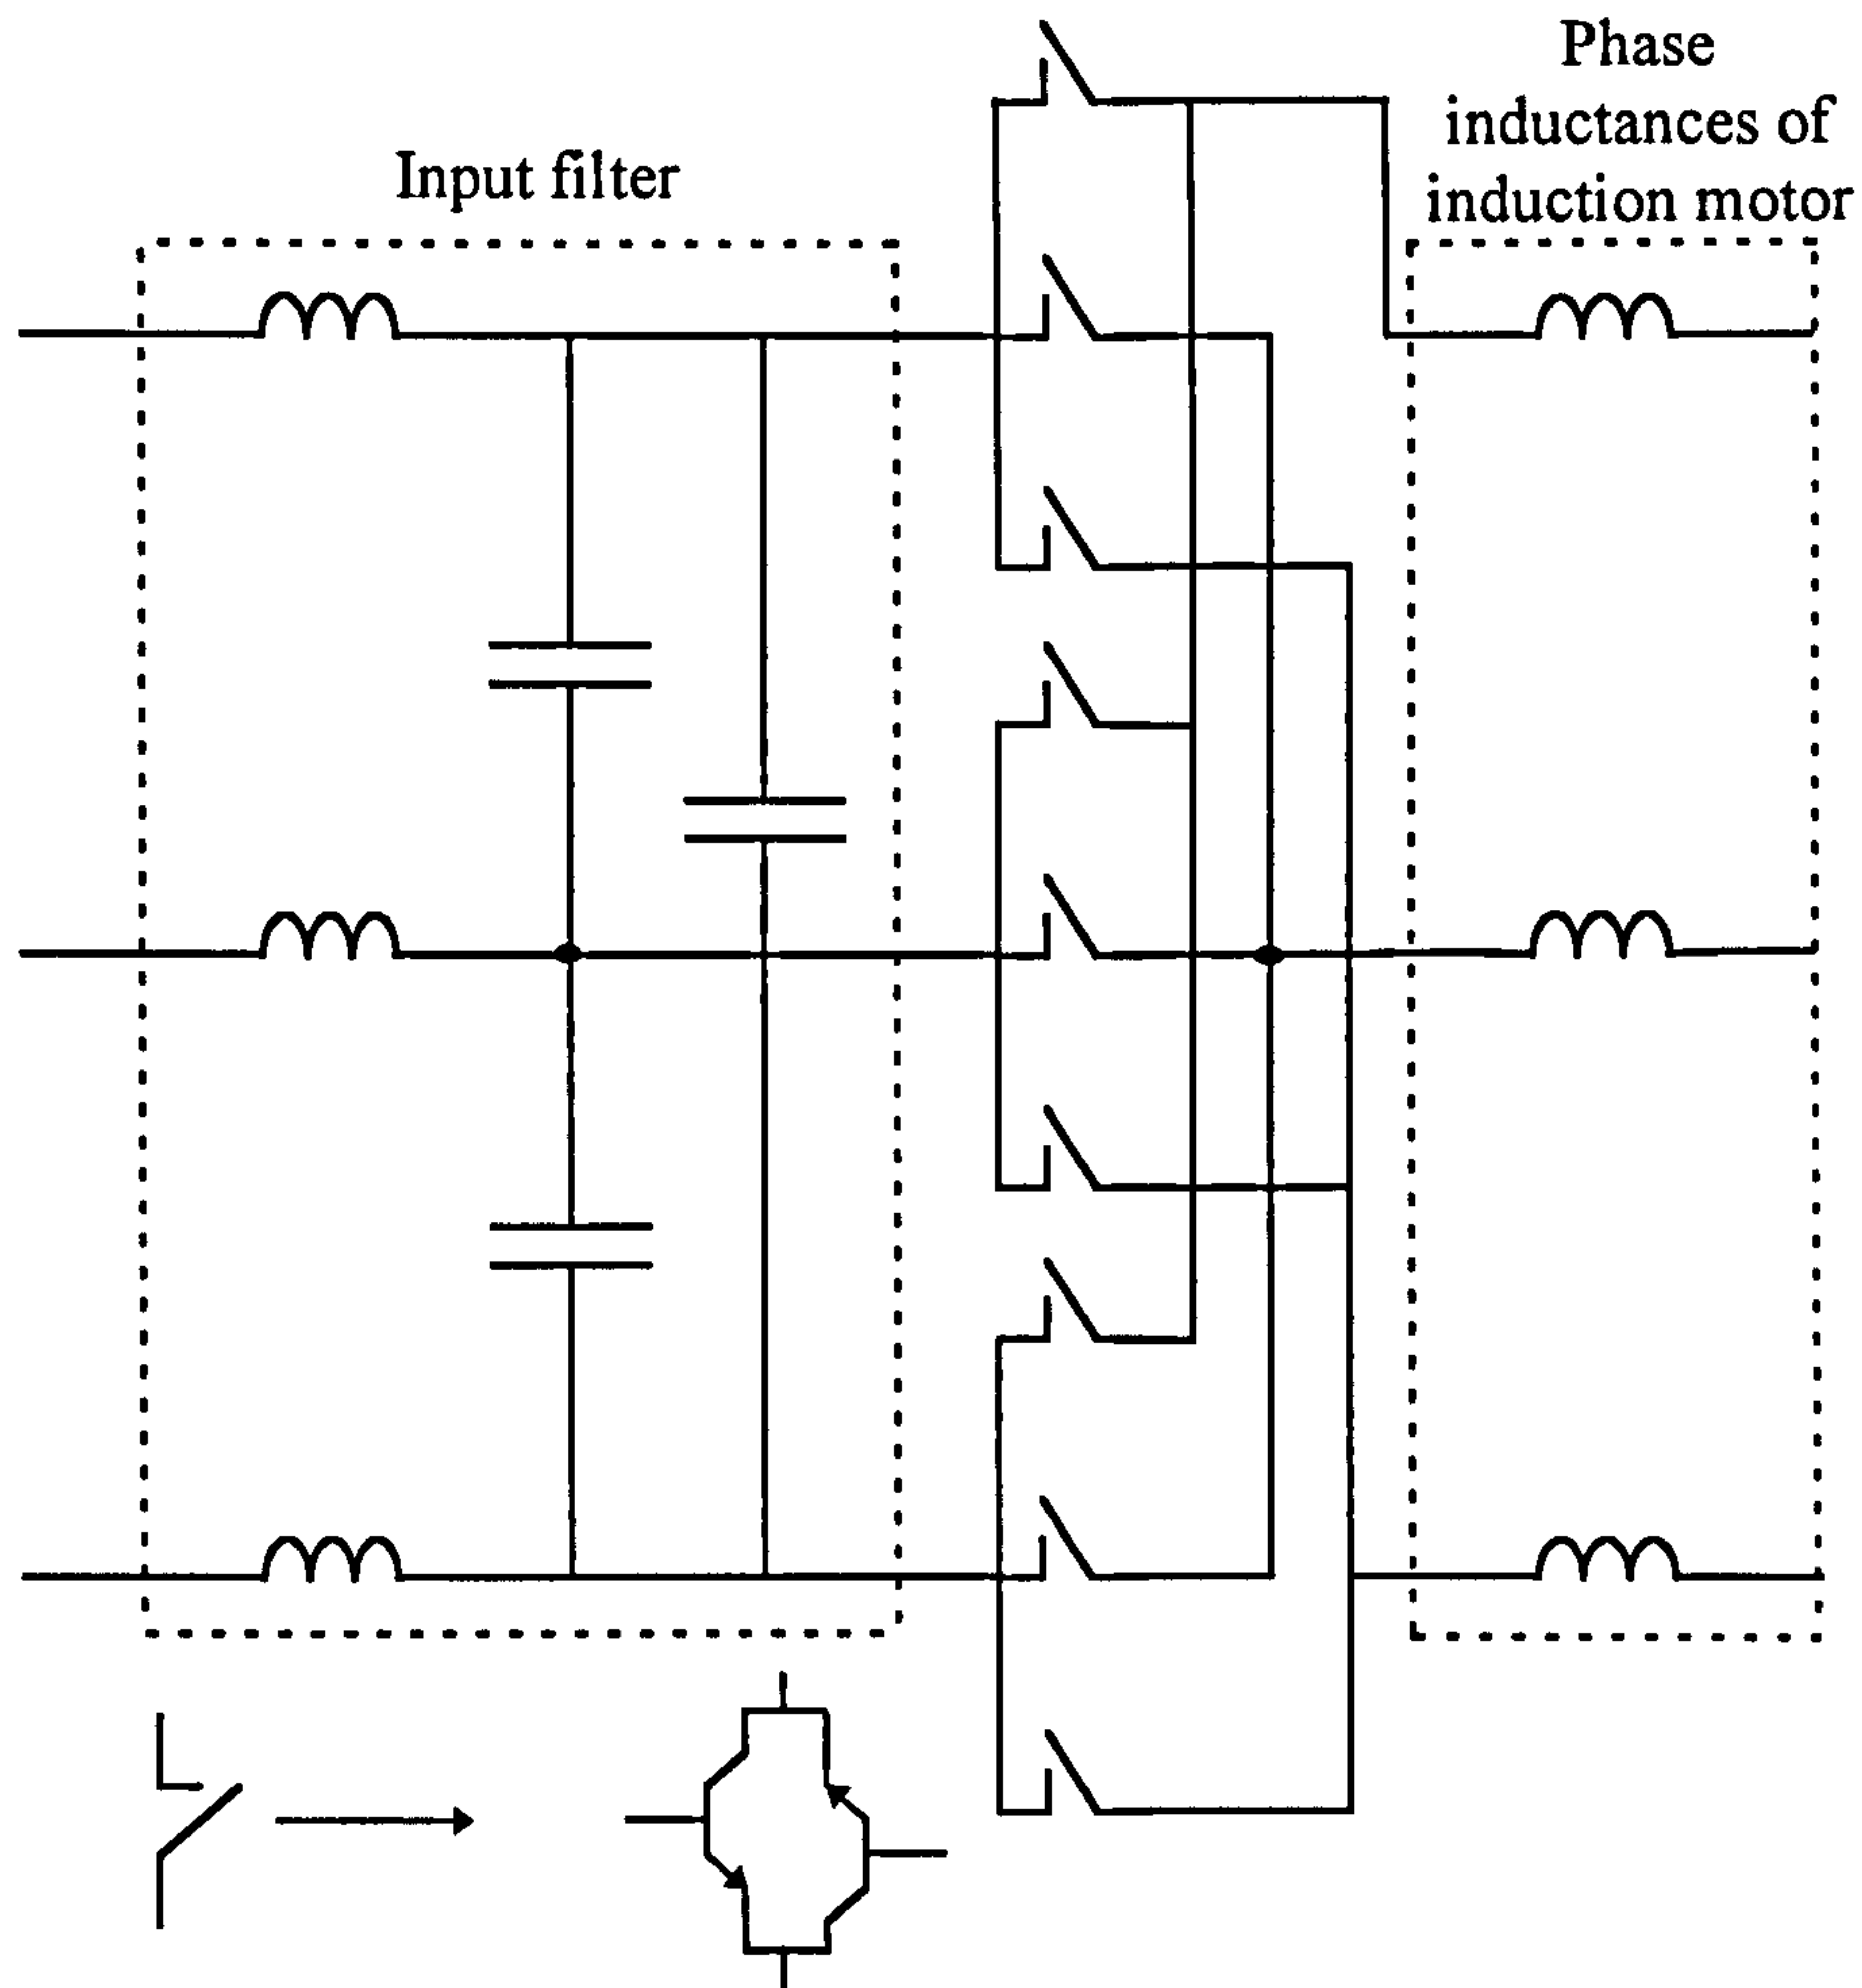 Input filter
Phase
inductances of
induction motor